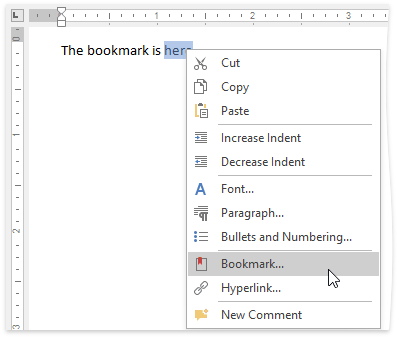 1 2 3
The bookmark is here
Cut
Copy
Paste
Increase Indent
Decrease Indent
Font...
Paragraph...
Bullets and Numbering...
Bookmark...
Hyperlink...
New Comment
1
2
3